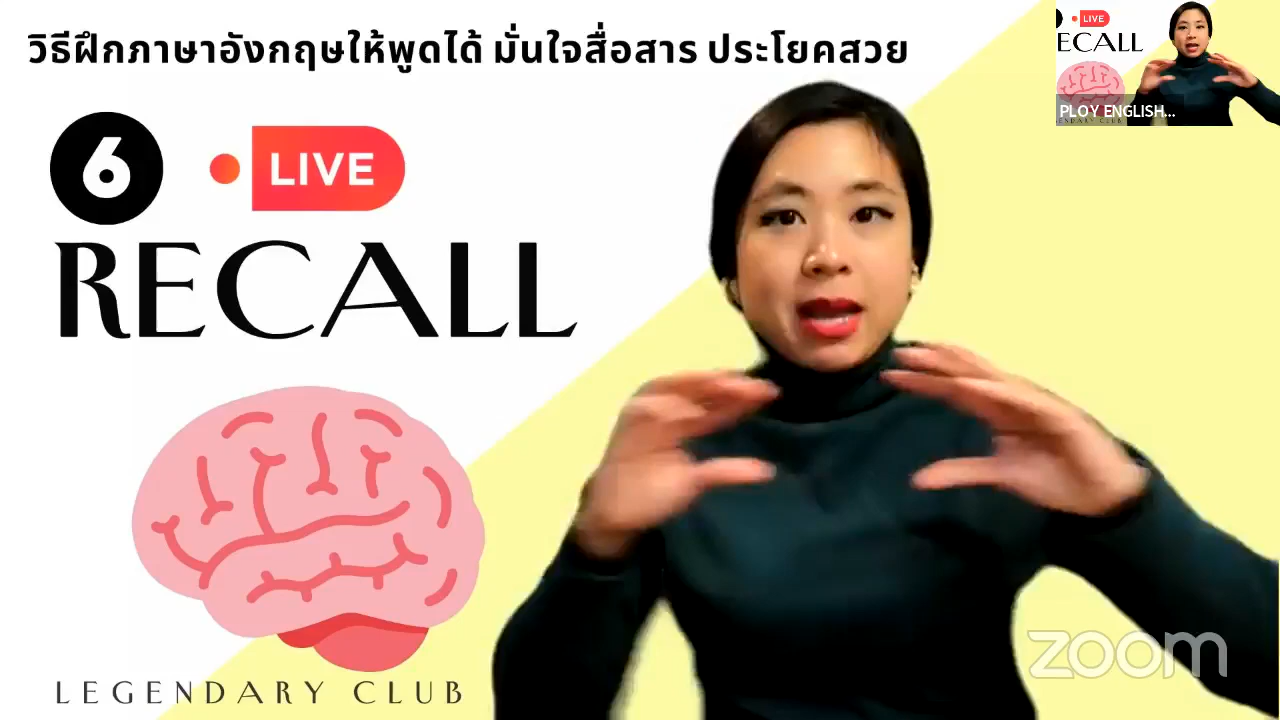 วิธีฝึกภาษาอังกฤษให้พูดได้ มั่นใจสื่อสาร ประโยคสวย
6
LIVE
RECALL
LEGENDARY CLUB
LIVE
ECALL
PLOY ENGLISH...
zoom